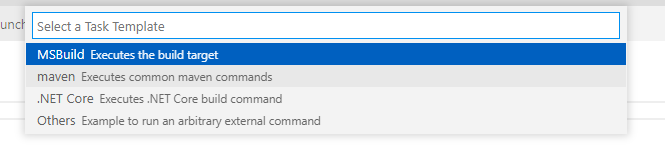 Select a Task Template
MSBuild Executes the build target
maven Executes common maven commands
.NET Core Executes .NET Core build command
Others Example to run an arbitrary external command